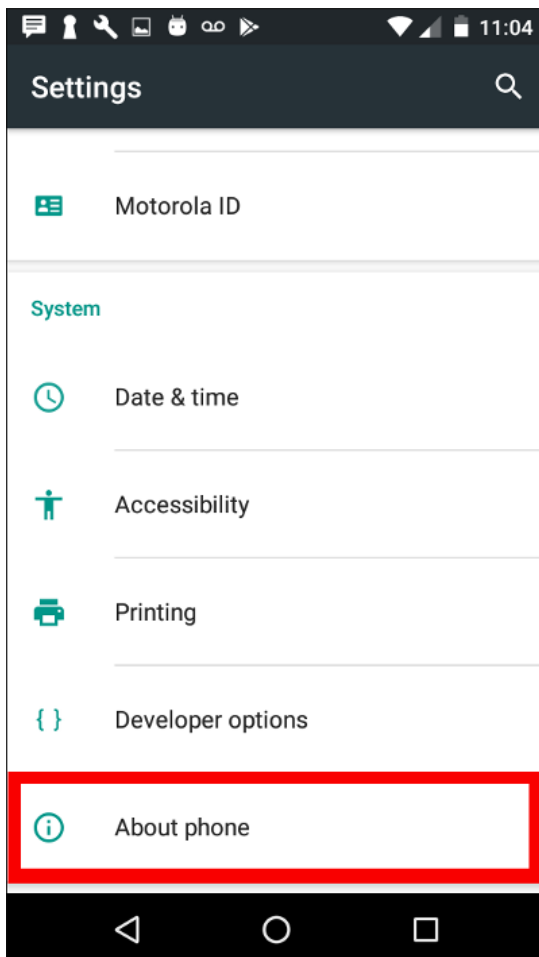 11:04
Settings
Motorola ID
System
Date & time
Accessibility
Printing
{ }
Developer options
About phone